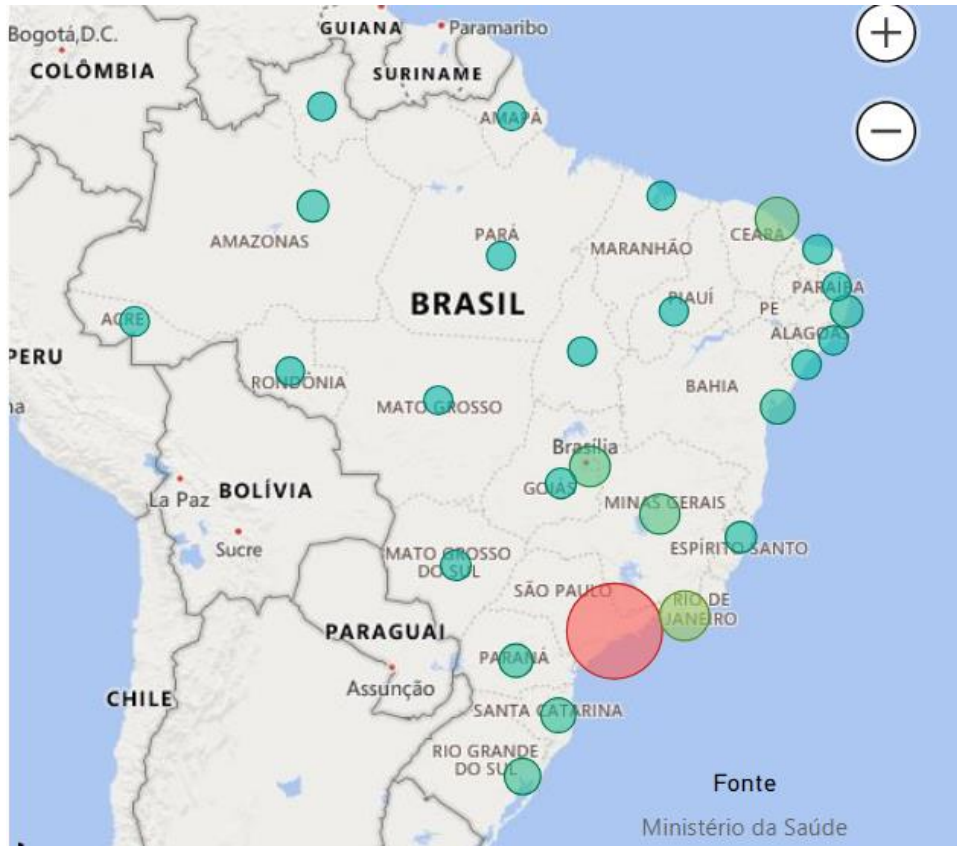 Bogotá,D.C.
COLÔMBIA
GUIANA
Paramaribo
SURINAME
AMAPÁ
AMAZONAS
PARÁ
MARANHÃO
CEARÁ
BRASIL
PIAUÍ
PARAÍBA
PE
ALAGOAS
ACRE
PERU
RONDÔNIA
MATO GROSSO
BAHIA
na
Brasília
GOIÁS
MINAS GERAIS
BOLÍVIA
La Paz
Sucre
ESPÍRITO SANTO
MATO GROSSO
DO SUL
SÃO PAULO
RIO DE
JANEIRO
PARAGUAI
Assunção
PARANÁ
CHILE
SANTA CATARINA
RIO GRANDE
DO SUL
Fonte
Ministério da Saúde